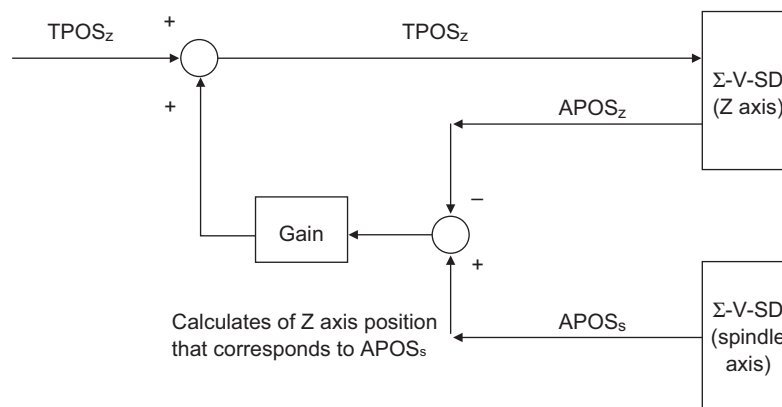 TPOSz
+
TPOSz
Σ-V-SD
(Z axis)
+
APOSz
–
Gain
+
Calculates of Z axis position
that corresponds to APOSs
APOSs
Σ-V-SD
(spindle
axis)